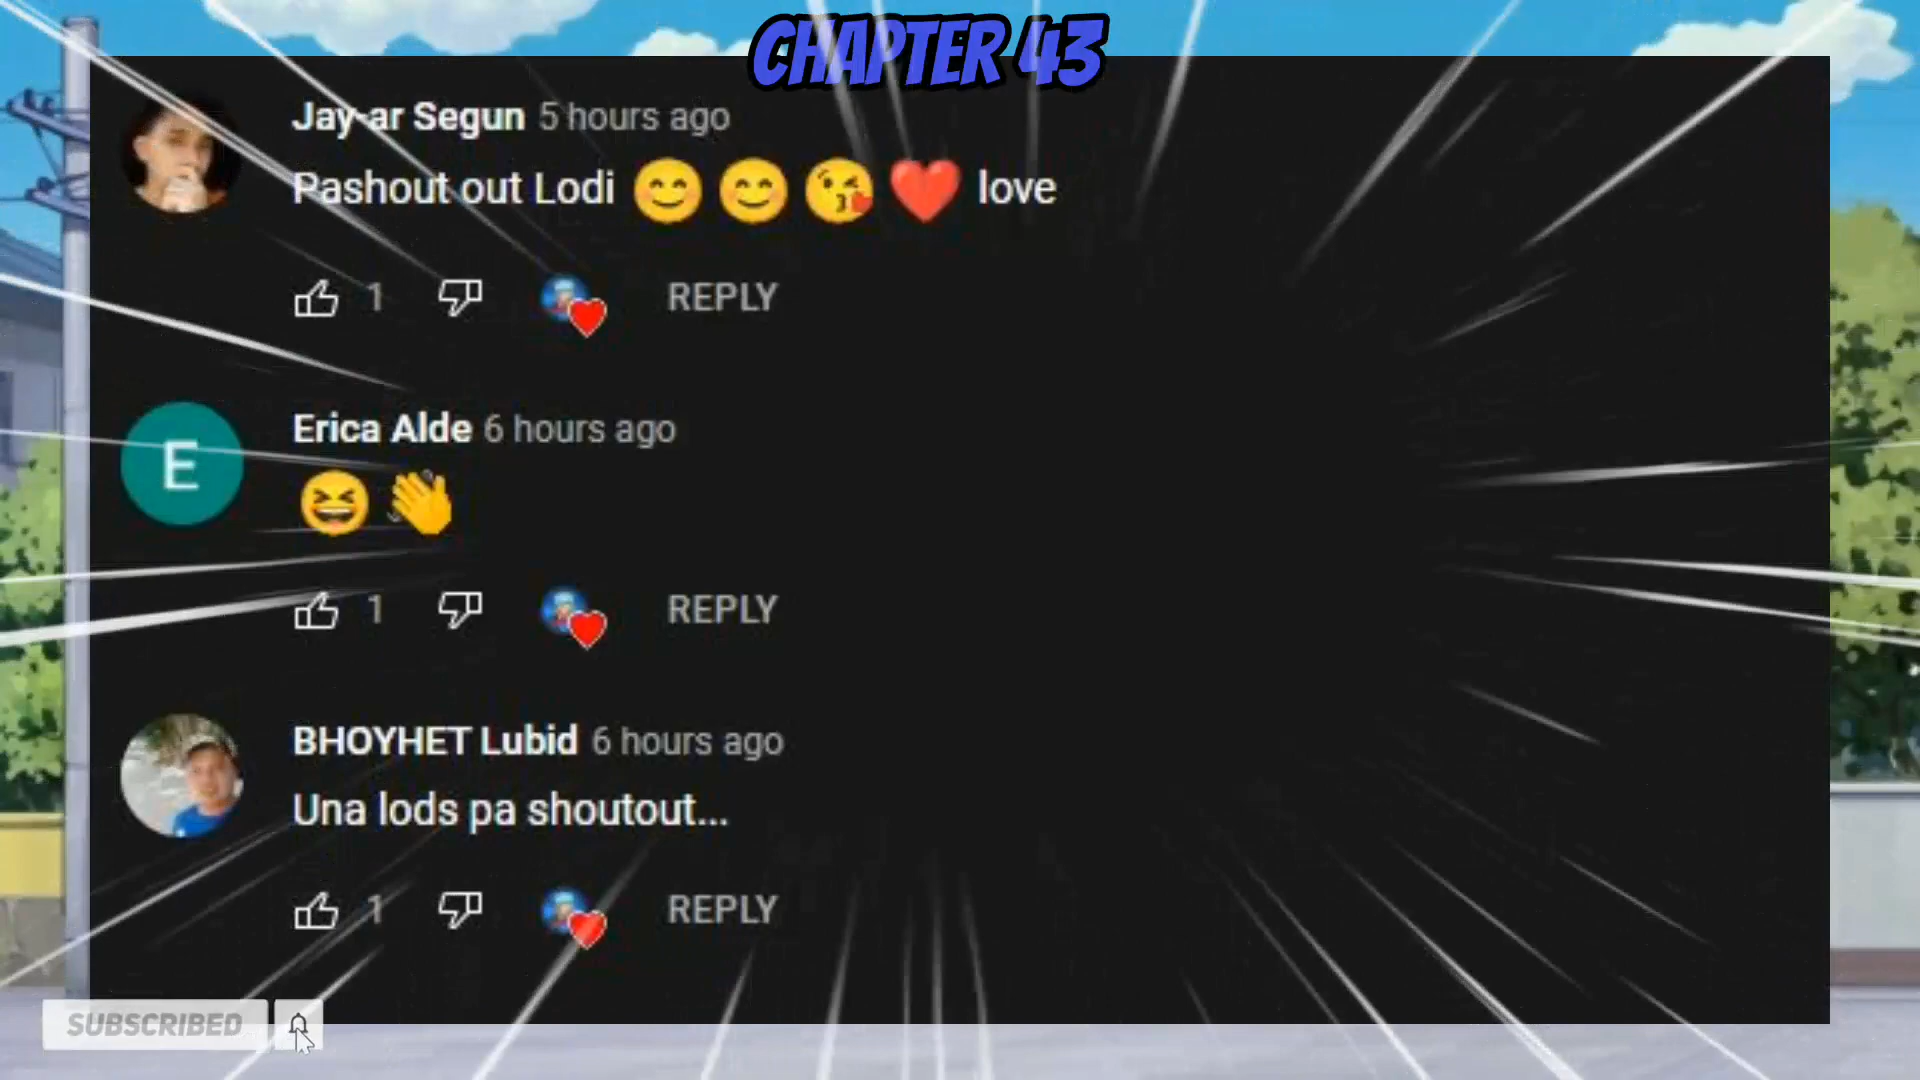 CHAPTER 43
Jay-ar Segun 5 hours ago
Pashout out Lodi 😊 😊 😘 ❤️ love
1 REPLY
E
Erica Alde 6 hours ago
😆 👋
1 REPLY
BHOYHET Lubid 6 hours ago
Una lods pa shoutout...
1 REPLY
SUBSCRIBED